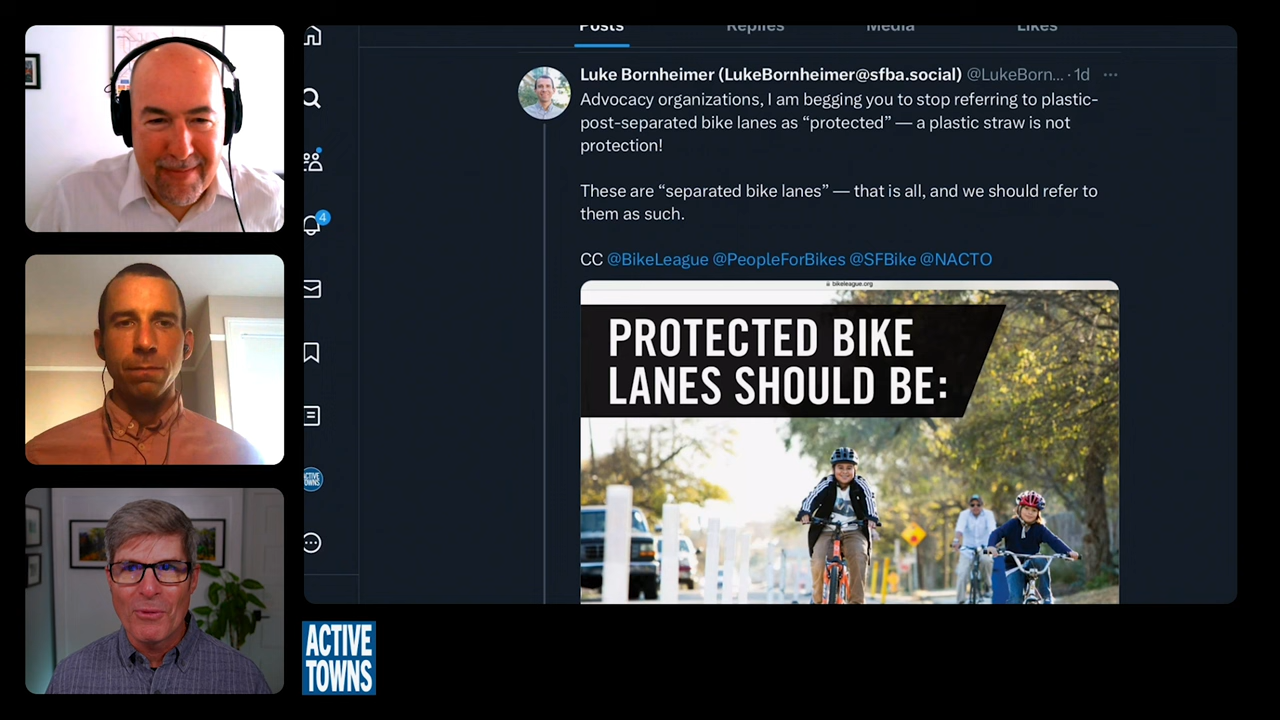 Posts
Replies
Media
Likes
Luke Bornheimer (LukeBornheimer@sfba.social) @LukeBorn... · 1d
Advocacy organizations, I am begging you to stop referring to plastic-
post-separated bike lanes as “protected” — a plastic straw is not
protection!
These are “separated bike lanes” — that is all, and we should refer to
them as such.
CC @BikeLeague @PeopleForBikes @SFBike @NACTO
bikeleague.org
PROTECTED BIKE
LANES SHOULD BE:
4
ACTIVE
TOWNS
ACTIVE
TOWNS